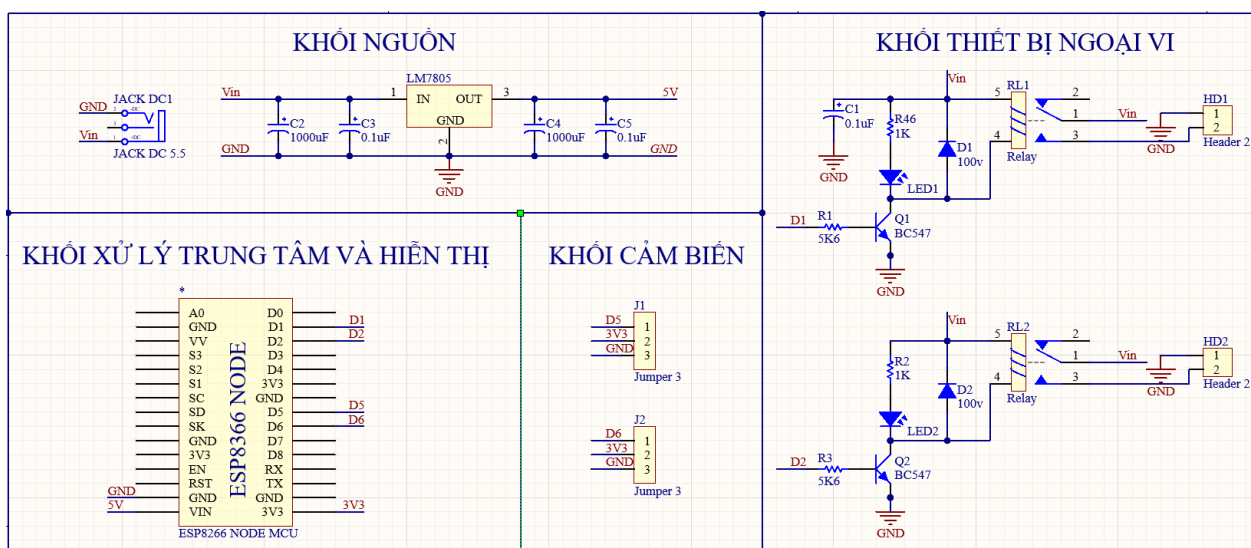 KHỐI NGUỒN
JACK DC1
GND
Vin
JACK DC 5.5
Vin
GND
LM7805
1
IN
OUT
3
GND
2
GND
C2
1000uF
C3
0.1uF
C4
1000uF
C5
0.1uF
5V
GND
KHỐI THIẾT BỊ NGOẠI VI
Vin
C1
0.1uF
GND
R46
1K
LED1
D1
100v
5
RL1
4
Relay
2
1
3
Vin
GND
HD1
1
2
Header 2
D1
R1
5K6
Q1
BC547
GND
Vin
R2
1K
LED2
D2
100v
5
RL2
4
Relay
2
1
3
Vin
GND
HD2
1
2
Header 2
D2
R3
5K6
Q2
BC547
GND
KHỐI XỬ LÝ TRUNG TÂM VÀ HIỄN THỊ
*
A0
GND
VV
S3
S2
S1
SC
SD
SK
GND
3V3
EN
RST
GND
VIN
GND
5V
ESP8366 NODE
D0
D1
D2
D3
D4
3V3
GND
D5
D6
D7
D8
RX
TX
GND
3V3
D1
D2
D5
D6
3V3
ESP8266 NODE MCU
KHỐI CẢM BIẾN
J1
D5
3V3
GND
1
2
3
Jumper 3
J2
D6
3V3
GND
1
2
3
Jumper 3